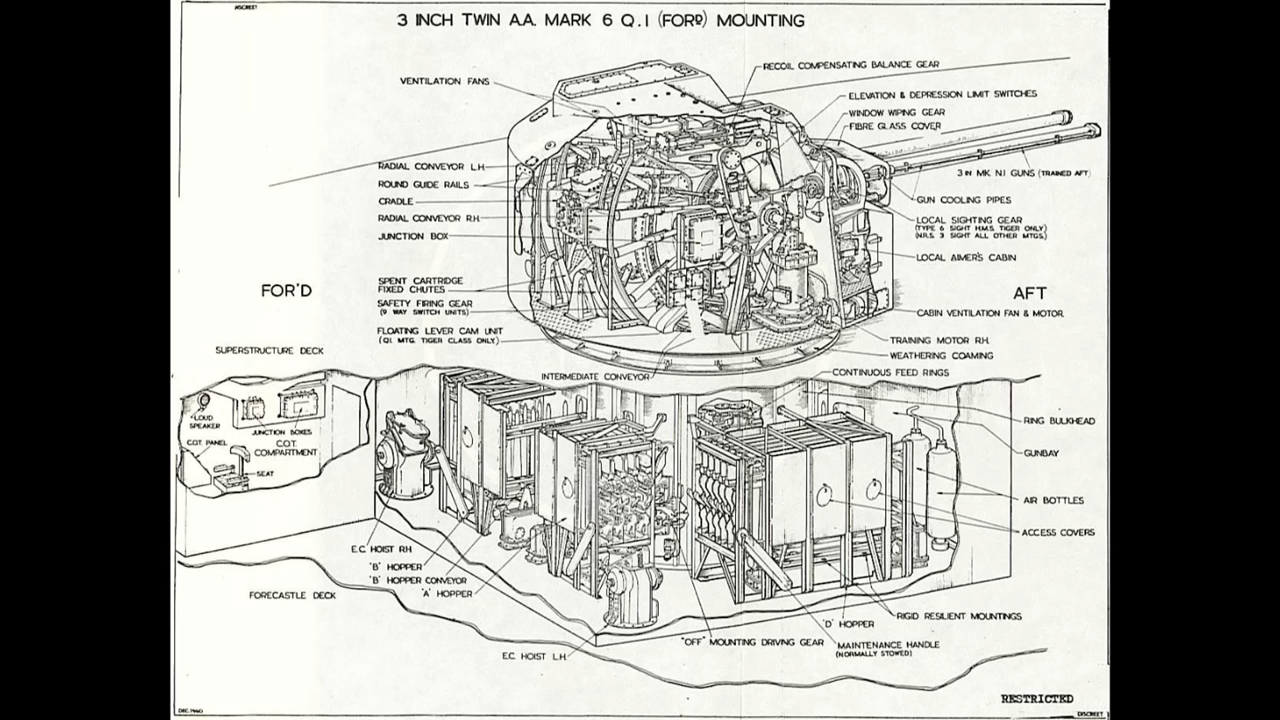 DISCREET
3 INCH TWIN A.A. MARK 6 Q.1 (FORD) MOUNTING
RECOIL COMPENSATING BALANCE GEAR
VENTILATION FANS
ELEVATION & DEPRESSION LIMIT SWITCHES
WINDOW WIPING GEAR
FIBRE GLASS COVER
RADIAL CONVEYOR L.H.
3 IN MK N.1 GUNS (TRAINED AFT)
ROUND GUIDE RAILS
CRADLE
GUN COOLING PIPES
RADIAL CONVEYOR R.H.
LOCAL SIGHTING GEAR
(TYPE 6 SIGHT H.M.S. TIGER ONLY)
(N.R.S. 3 SIGHT ALL OTHER MTGS.)
JUNCTION BOX
LOCAL AIMER'S CABIN
SPENT CARTRIDGE
FIXED CHUTES
FOR'D
AFT
SAFETY FIRING GEAR
(9 WAY SWITCH UNITS)
CABIN VENTILATION FAN & MOTOR
FLOATING LEVER CAM UNIT
(Q1. MTG. TIGER CLASS ONLY)
TRAINING MOTOR R.H.
SUPERSTRUCTURE DECK
WEATHERING COAMING
INTERMEDIATE CONVEYOR
CONTINUOUS FEED RINGS
LOUD
SPEAKER
JUNCTION BOXES
RING BULKHEAD
C.O.T. PANEL
C.O.T.
COMPARTMENT
GUNBAY
SEAT
AIR BOTTLES
ACCESS COVERS
E.C. HOIST R.H.
'B' HOPPER
'B' HOPPER CONVEYOR
'A' HOPPER
FORECASTLE DECK
RIGID RESILIENT MOUNTINGS
'D' HOPPER
"OFF" MOUNTING DRIVNG GEAR
MAINTENANCE HANDLE
(NORMALLY STOWED)
E.C. HOIST L.H.
RESTRICTED
DEC. 1960
DISCREET